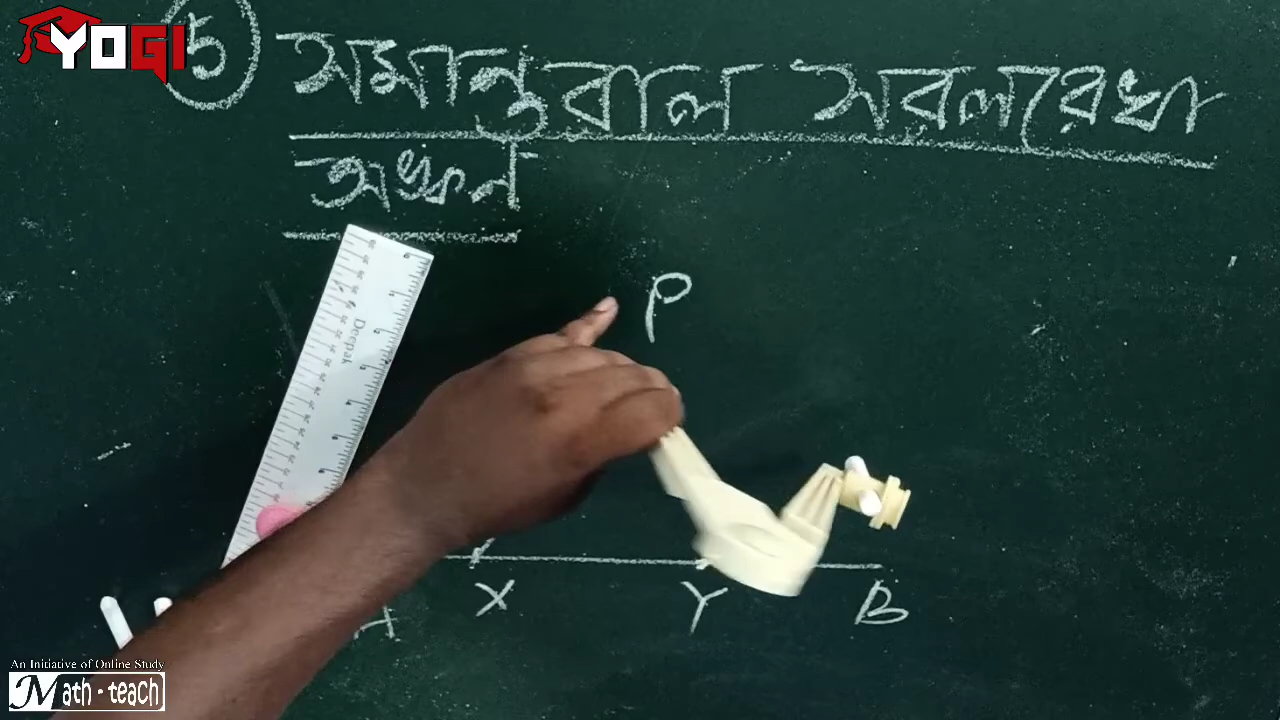 YOGI
৫ সমান্তরাল সরলরেখা
অঙ্কন
Deepak
P
X Y B
A
An Initiative of Online Study
Math - teach